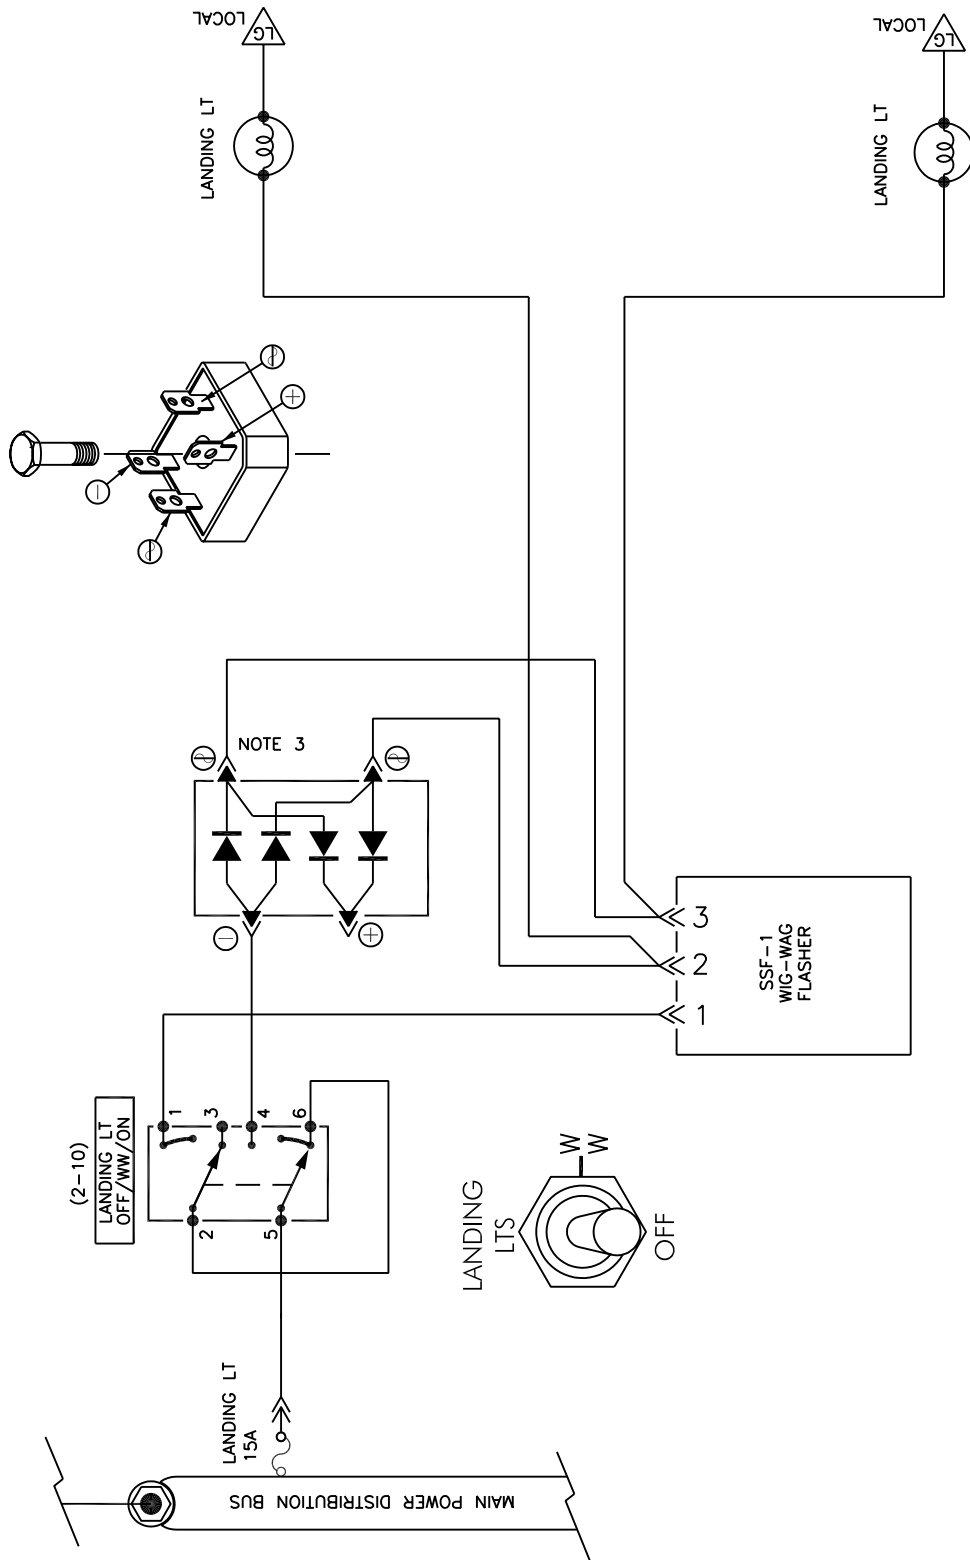 LG
LOCAL
LG
LOCAL
LANDING LT
LANDING LT
NOTE 3
3
2
1
SSF-1
WIG-WAG
FLASHER
(2-10)
LANDING LT
OFF/WW/ON
1
3
4
6
2
5
LANDING
LTS
W
W
OFF
LANDING LT
15A
MAIN POWER DISTRIBUTION BUS